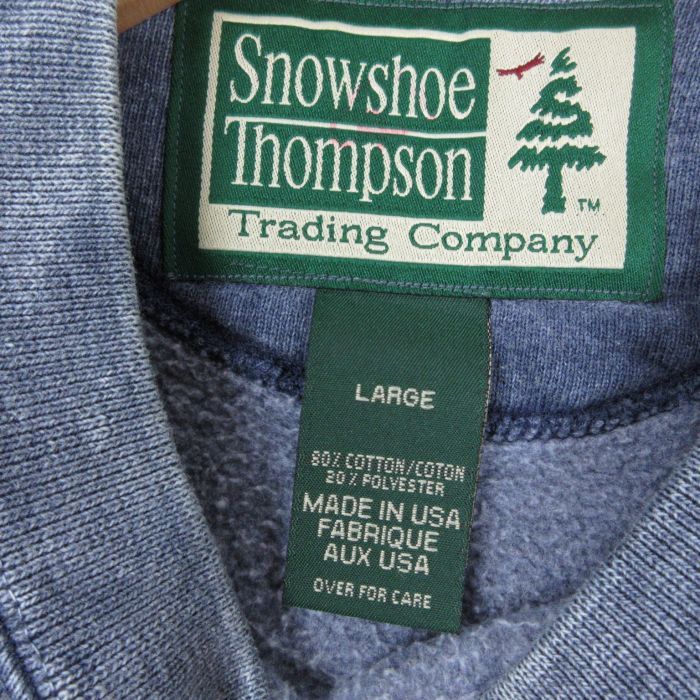 Snowshoe
Thompson
Trading Company
TM
LARGE
80% COTTON/COTON
20% POLYESTER
MADE IN USA
FABRIQUE
AUX USA
OVER FOR CARE